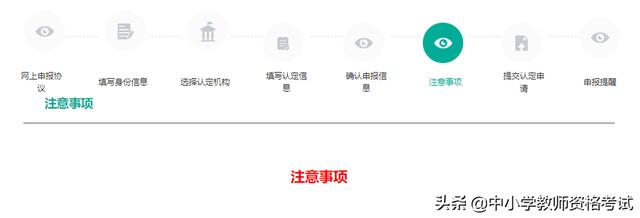 网上申报协
议
填写身份信息
选择认定机构
填写认定信
息
确认申报信
息
注意事项
提交认定申
请
申报提醒
注意事项
注意事项
头条 @中小学教师资格考试